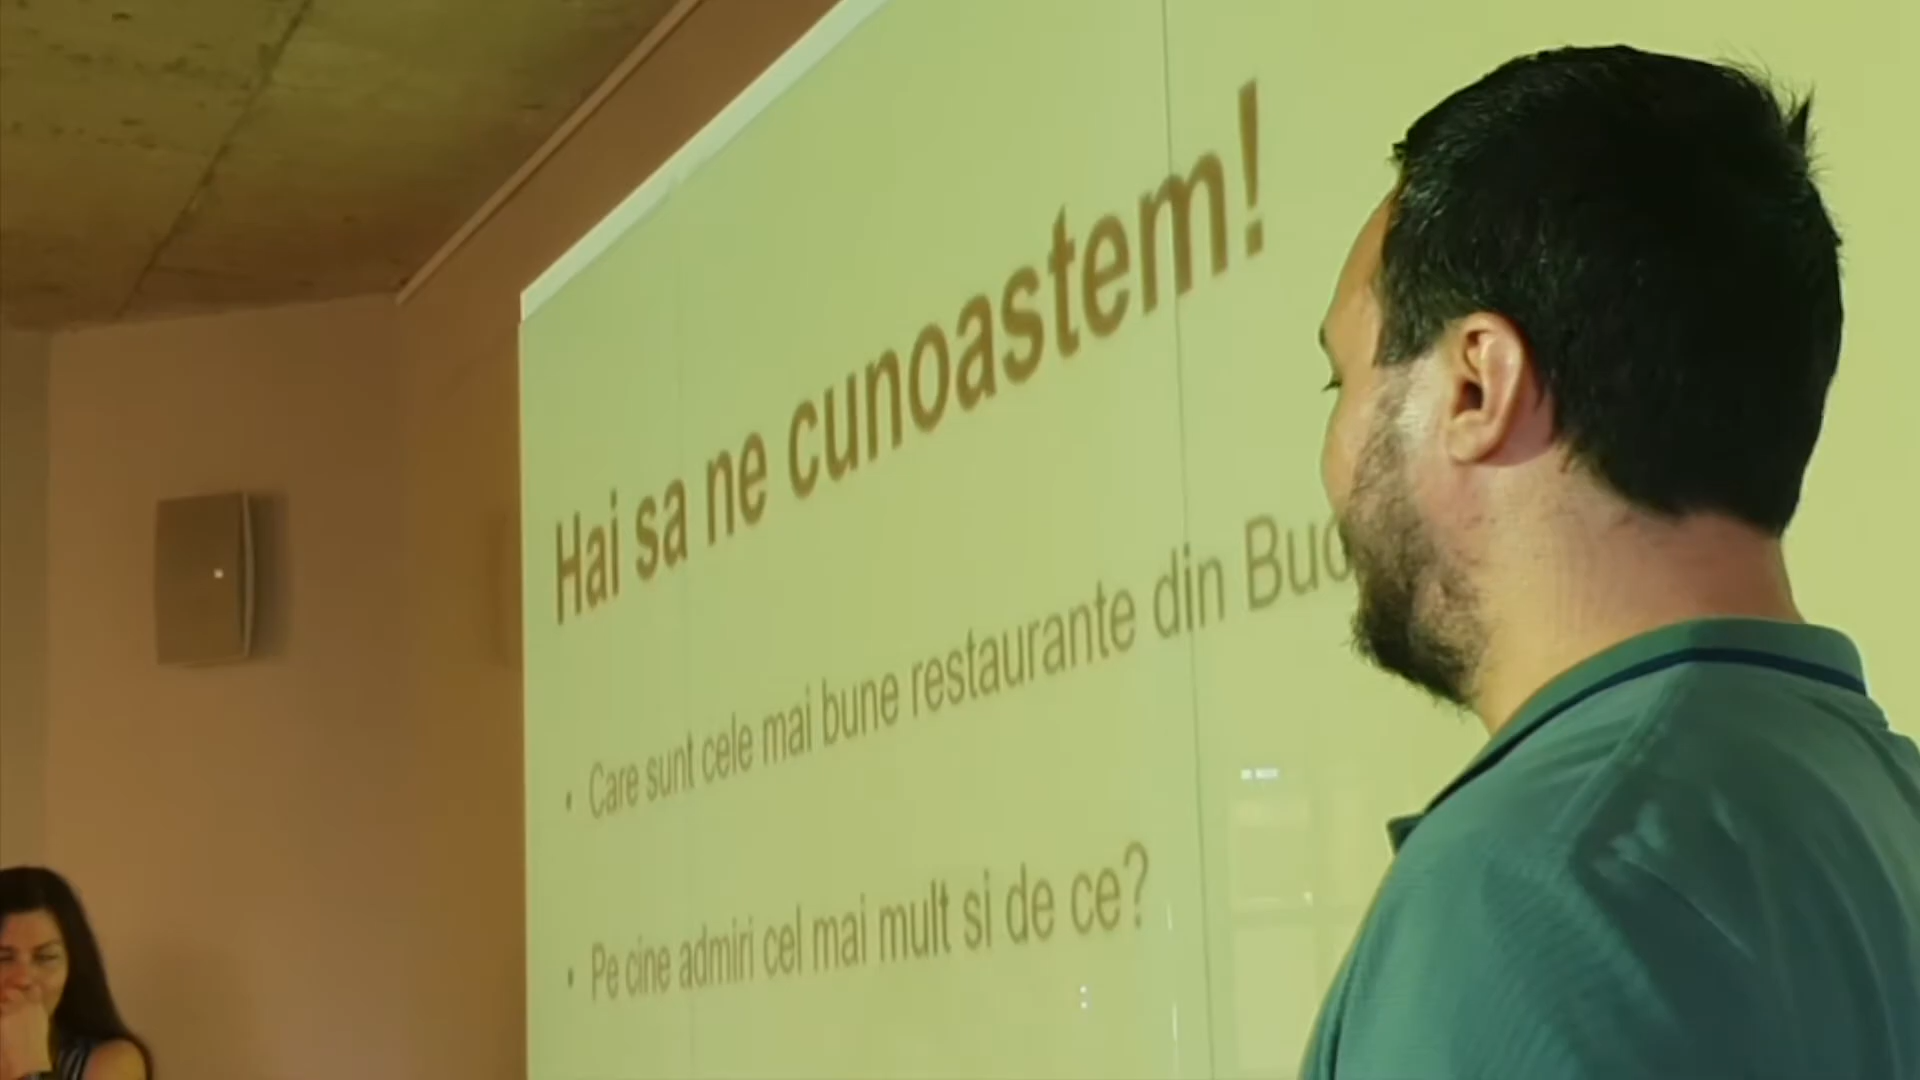 Hai sa ne cunoastem!
• Care sunt cele mai bune restaurante din Buc
• Pe cine admiri cel mai mult si de ce?